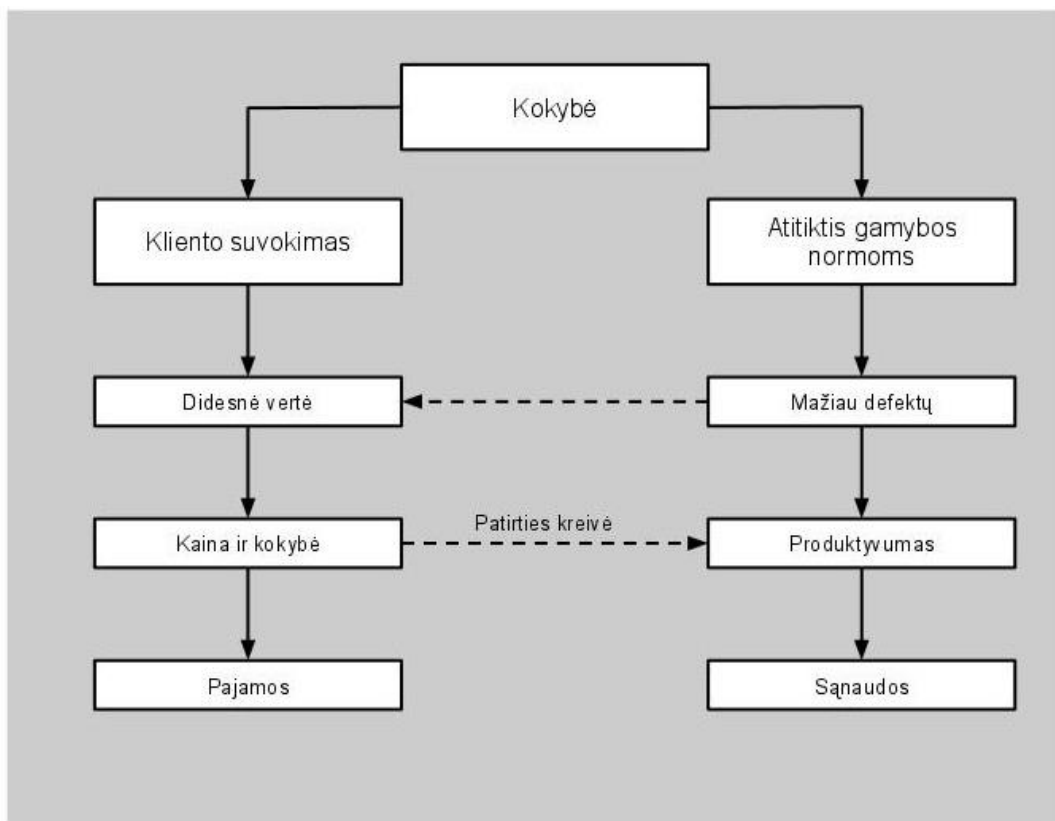 Kokybė
Kliento suvokimas
Atitiktis gamybos
normoms
Didesnė vertė
Mažiau defektų
Patirties kreivė
Kaina ir kokybė
Produktyvumas
Pajamos
Sąnaudos